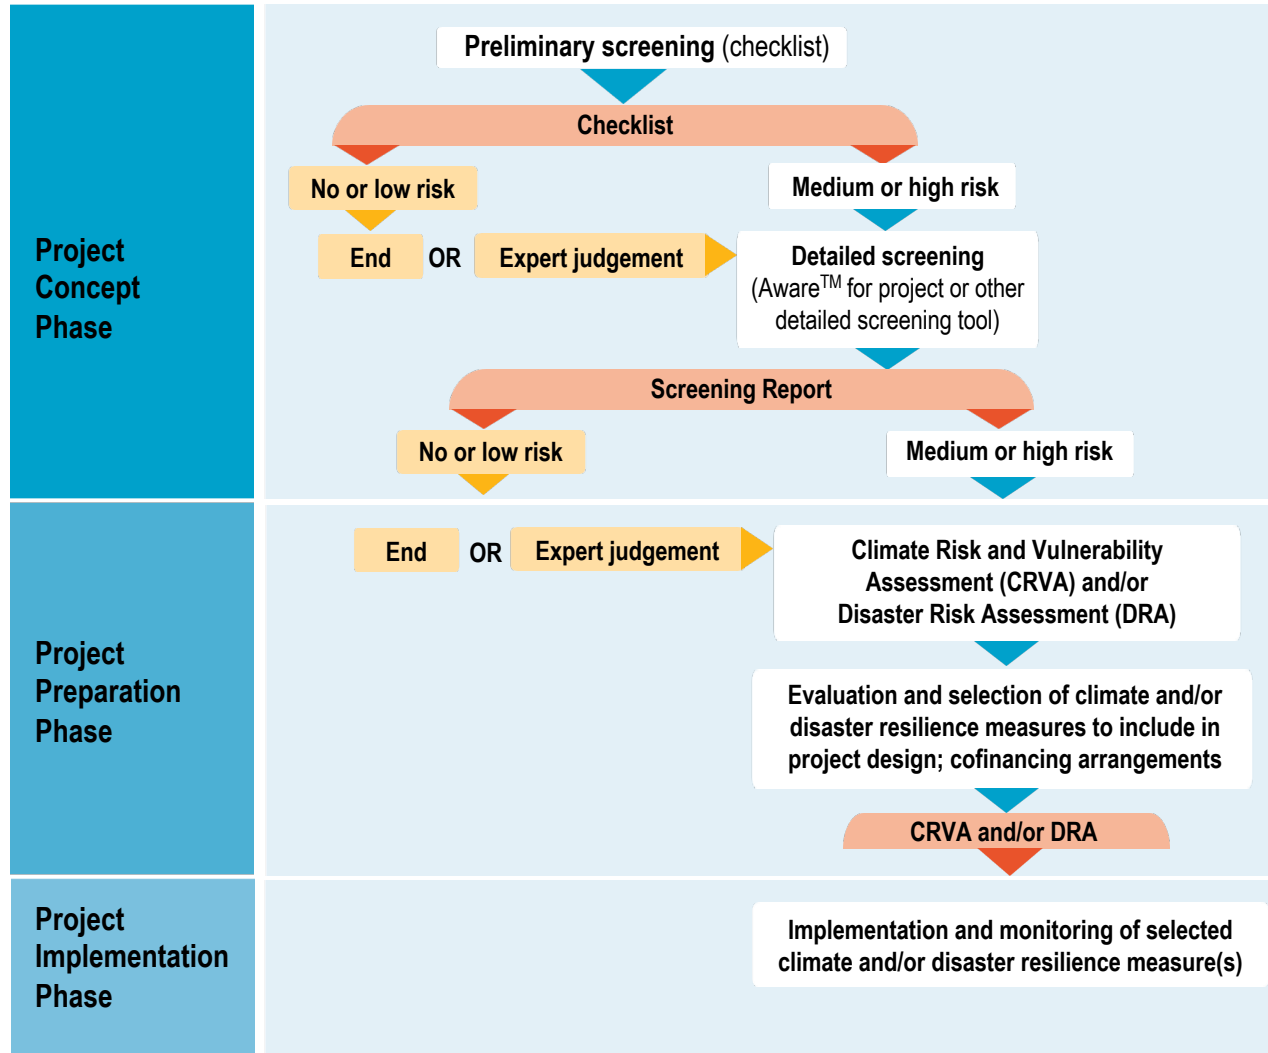 Preliminary screening (checklist)
Checklist
No or low risk
Medium or high risk
Project
Concept
Phase
End OR Expert judgement
Detailed screening
(Aware™ for project or other
detailed screening tool)
Screening Report
No or low risk
Medium or high risk
End OR Expert judgement
Climate Risk and Vulnerability
Assessment (CRVA) and/or
Disaster Risk Assessment (DRA)
Project
Preparation
Phase
Evaluation and selection of climate and/or
disaster resilience measures to include in
project design; cofinancing arrangements
CRVA and/or DRA
Project
Implementation
Phase
Implementation and monitoring of selected
climate and/or disaster resilience measure(s)